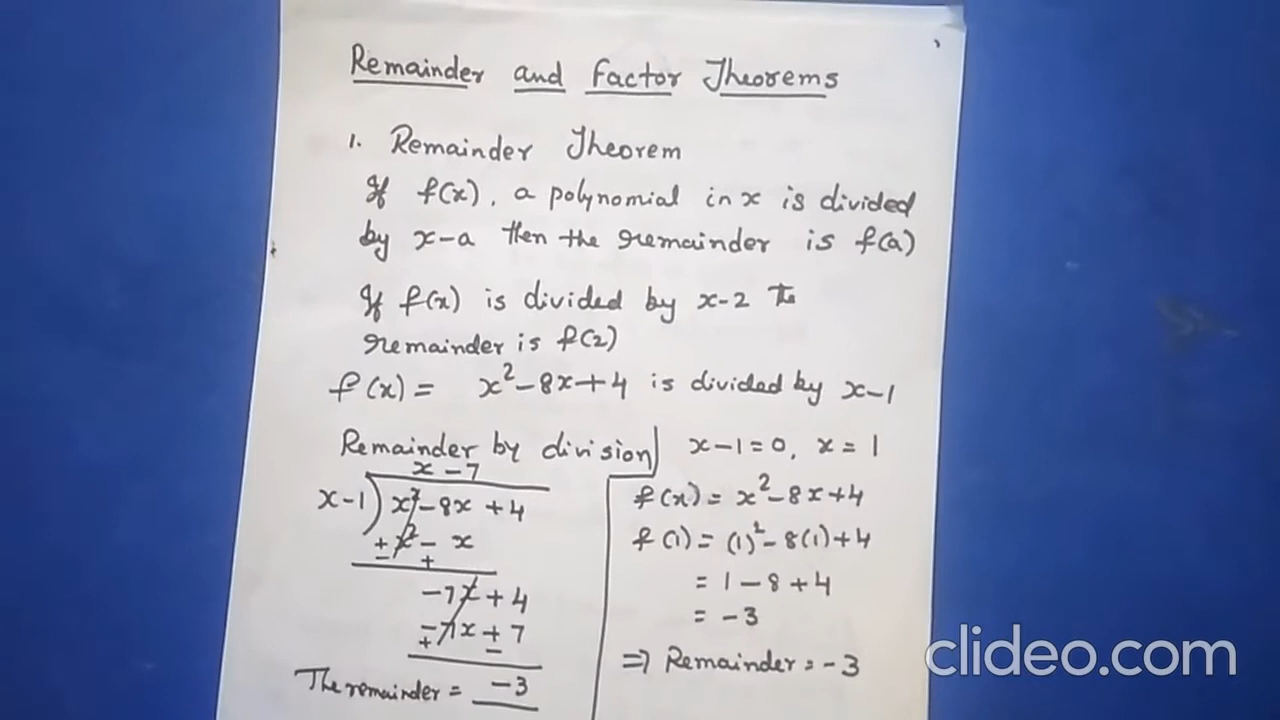 Remainder and Factor Theorems
1. Remainder Theorem
If f(x), a polynomial in x is divided
by x-a then the remainder is f(a)
If f(x) is divided by x-2 The
remainder is f(2)
f(x) = x² - 8x + 4 is divided by x-1
Remainder by division
x - 7
x-1) x² - 8x + 4
+ x² - x
- +
-7x + 4
-7x + 7
+ -
The remainder = -3
x-1 = 0, x = 1
f(x) = x² - 8x + 4
f(1) = (1)² - 8(1) + 4
= 1 - 8 + 4
= -3
⇒ Remainder = -3
clideo.com